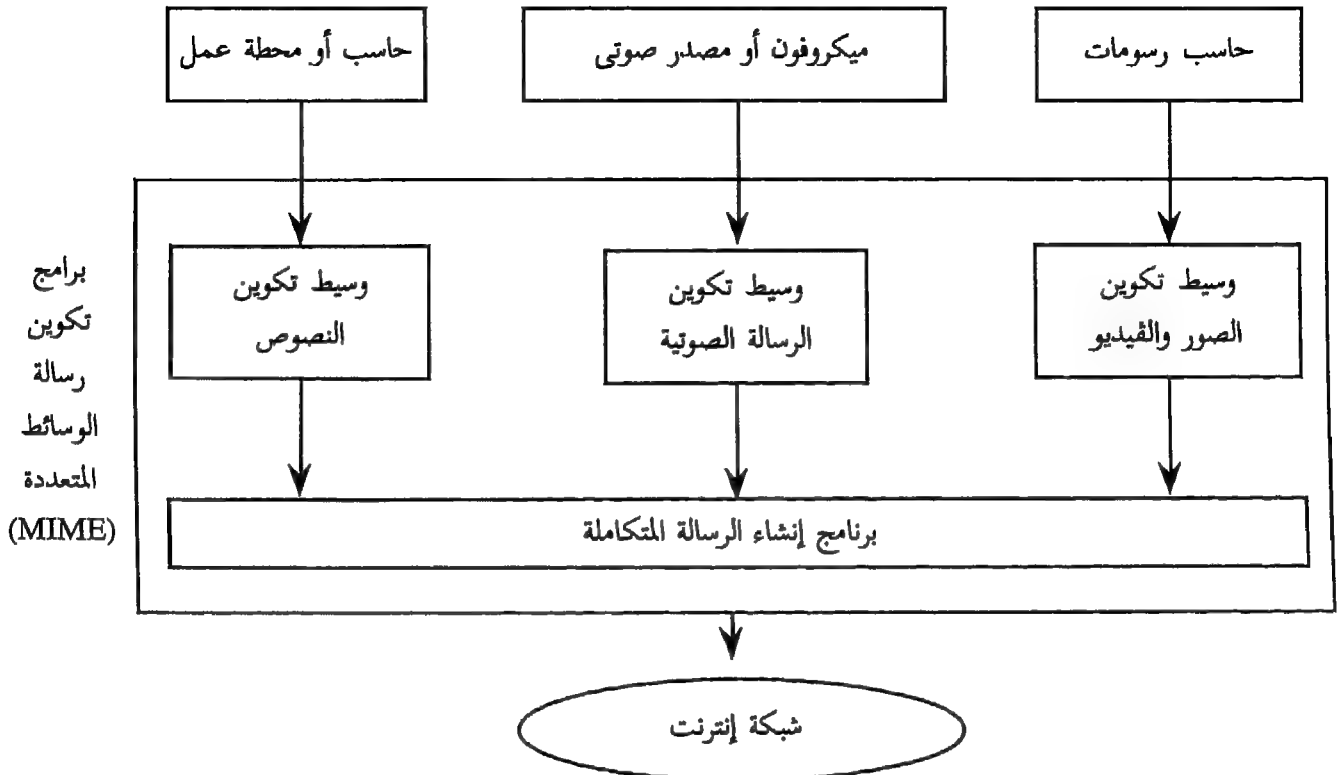 حاسب رسومات
ميكروفون أو مصدر صوتى
حاسب أو محطة عمل
وسيط تكوين
الصور والڤيديو
وسيط تكوين
الرسالة الصوتية
وسيط تكوين
النصوص
برامج
تكوين
رسالة
الوسائط
المتعددة
(MIME)
برنامج إنشاء الرسالة المتكاملة
شبكة إنترنت